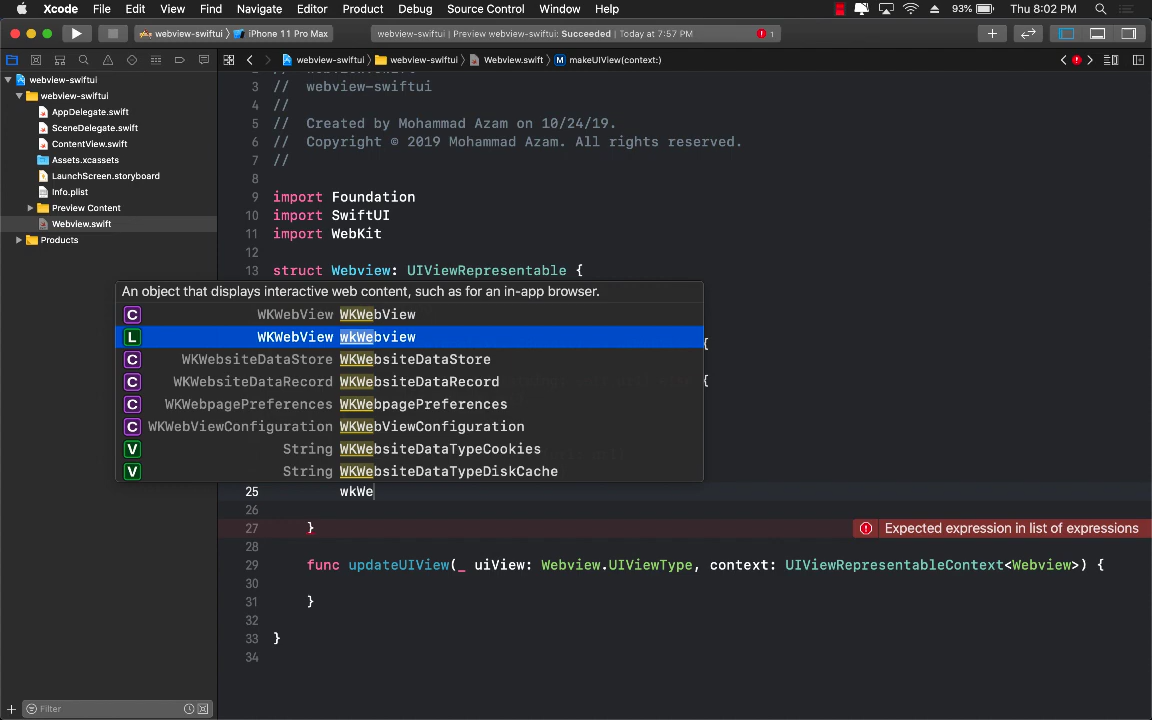 Xcode File Edit View Find Navigate Editor Product Debug Source Control Window Help 93% Thu 8:02 PM
webview-swiftui iPhone 11 Pro Max webview-swiftui | Preview webview-swiftui: Succeeded | Today at 7:57 PM 1
webview-swiftui webview-swiftui Webview.swift M makeUIView(context:)
webview-swiftui
webview-swiftui
AppDelegate.swift
SceneDelegate.swift
ContentView.swift
Assets.xcassets
LaunchScreen.storyboard
Info.plist
Preview Content
Webview.swift
Products
3 // webview-swiftui
4 //
5 // Created by Mohammad Azam on 10/24/19.
6 // Copyright © 2019 Mohammad Azam. All rights reserved.
7 //
8
9 import Foundation
10 import SwiftUI
11 import WebKit
12
13 struct Webview: UIViewRepresentable {
An object that displays interactive web content, such as for an in-app browser.
C WKWebView WKWebView
L WKWebView wkWebview
{
C WKWebsiteDataStore WKWebsiteDataStore
C WKWebsiteDataRecord WKWebsiteDataRecord
{
C WKWebpagePreferences WKWebpagePreferences
C WKWebViewConfiguration WKWebViewConfiguration
V String WKWebsiteDataTypeCookies
V String WKWebsiteDataTypeDiskCache
25 wkWe
26
27 } Expected expression in list of expressions
28
29 func updateUIView(_ uiView: Webview.UIViewType, context: UIViewRepresentableContext<Webview>) {
30
31 }
32
33 }
34
Filter